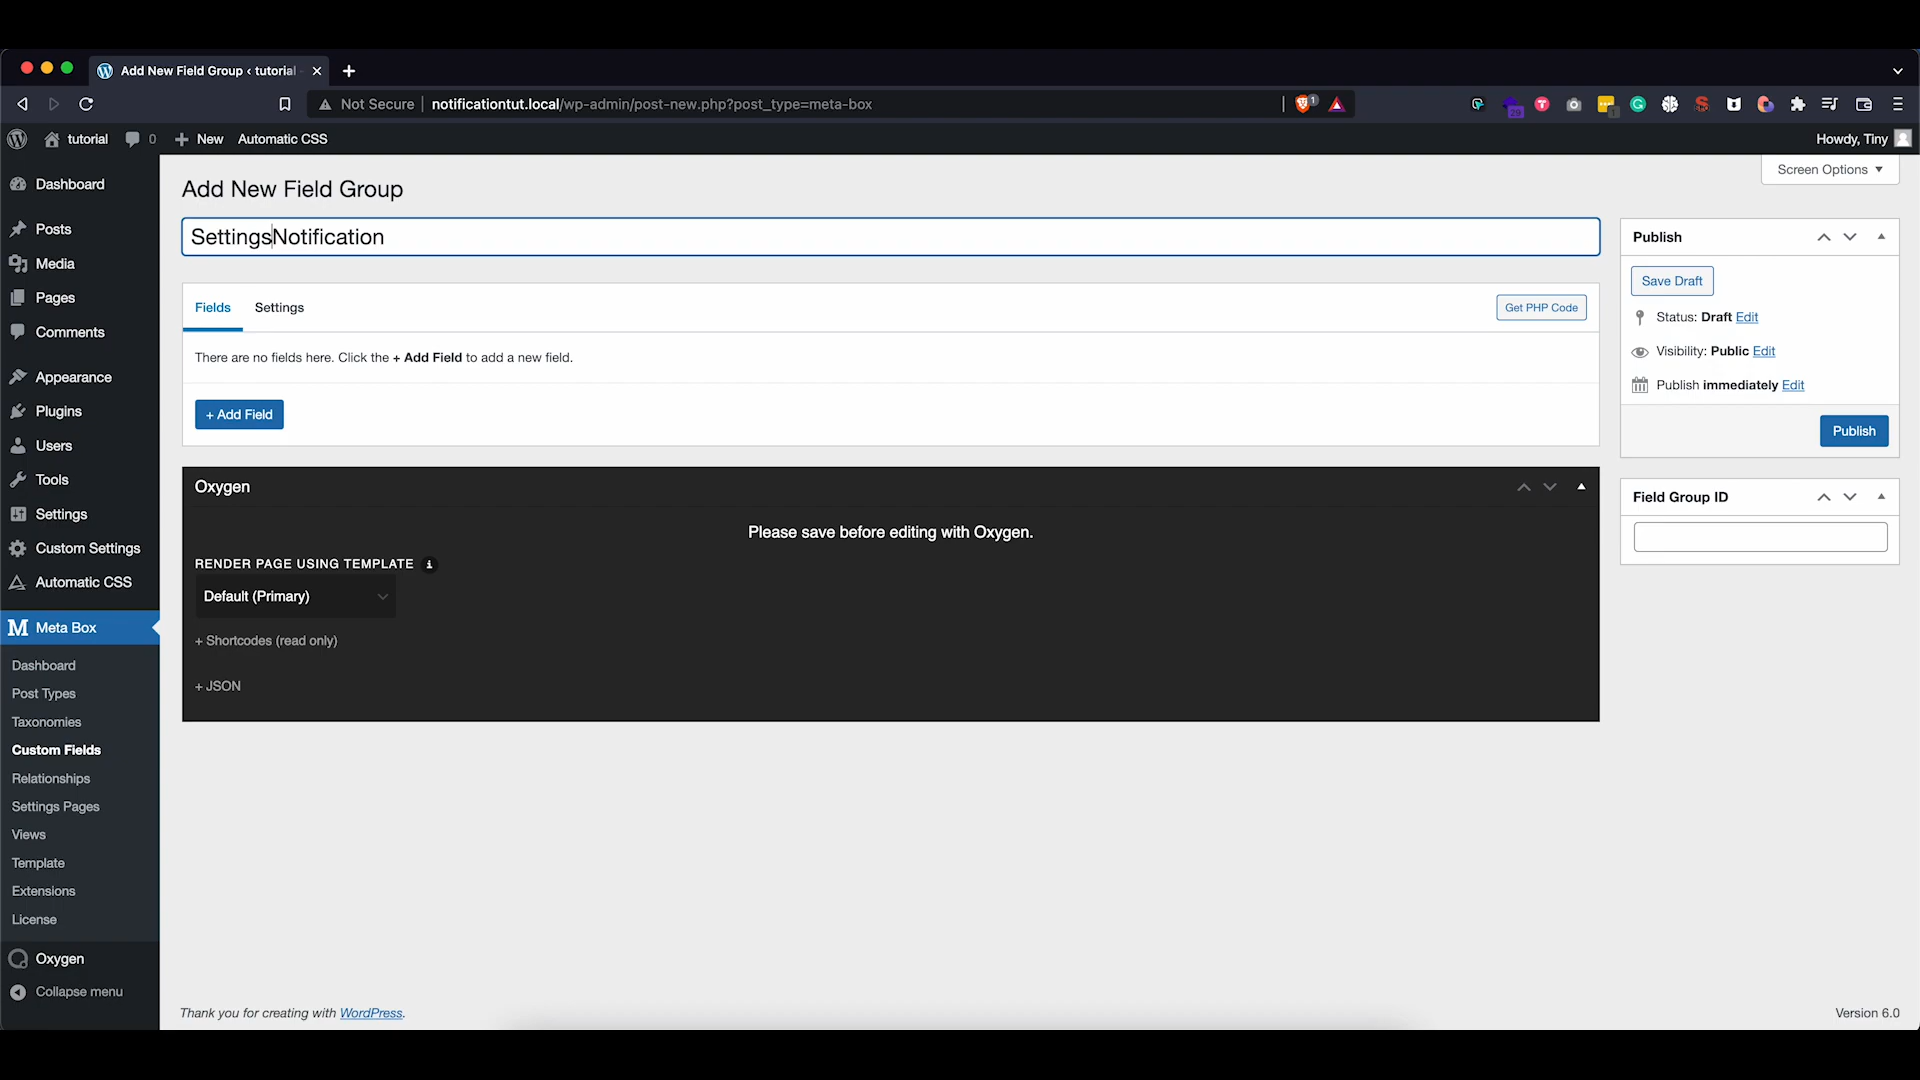 Add New Field Group ‹ tutorial
Not Secure notificationtut.local/wp-admin/post-new.php?post_type=meta-box
1
tutorial 0 New Automatic CSS
Howdy, Tiny
Screen Options
Dashboard
Posts
Media
Pages
Comments
Appearance
Plugins
Users
Tools
Settings
Custom Settings
Automatic CSS
Meta Box
Dashboard
Post Types
Taxonomies
Custom Fields
Relationships
Settings Pages
Views
Template
Extensions
License
Oxygen
Collapse menu
Add New Field Group
SettingsNotification
Fields Settings
Get PHP Code
There are no fields here. Click the + Add Field to add a new field.
+ Add Field
Oxygen
Please save before editing with Oxygen.
RENDER PAGE USING TEMPLATE
Default (Primary)
+ Shortcodes (read only)
+ JSON
Publish
Save Draft
Status: Draft Edit
Visibility: Public Edit
Publish immediately Edit
Publish
Field Group ID
Thank you for creating with WordPress.
Version 6.0